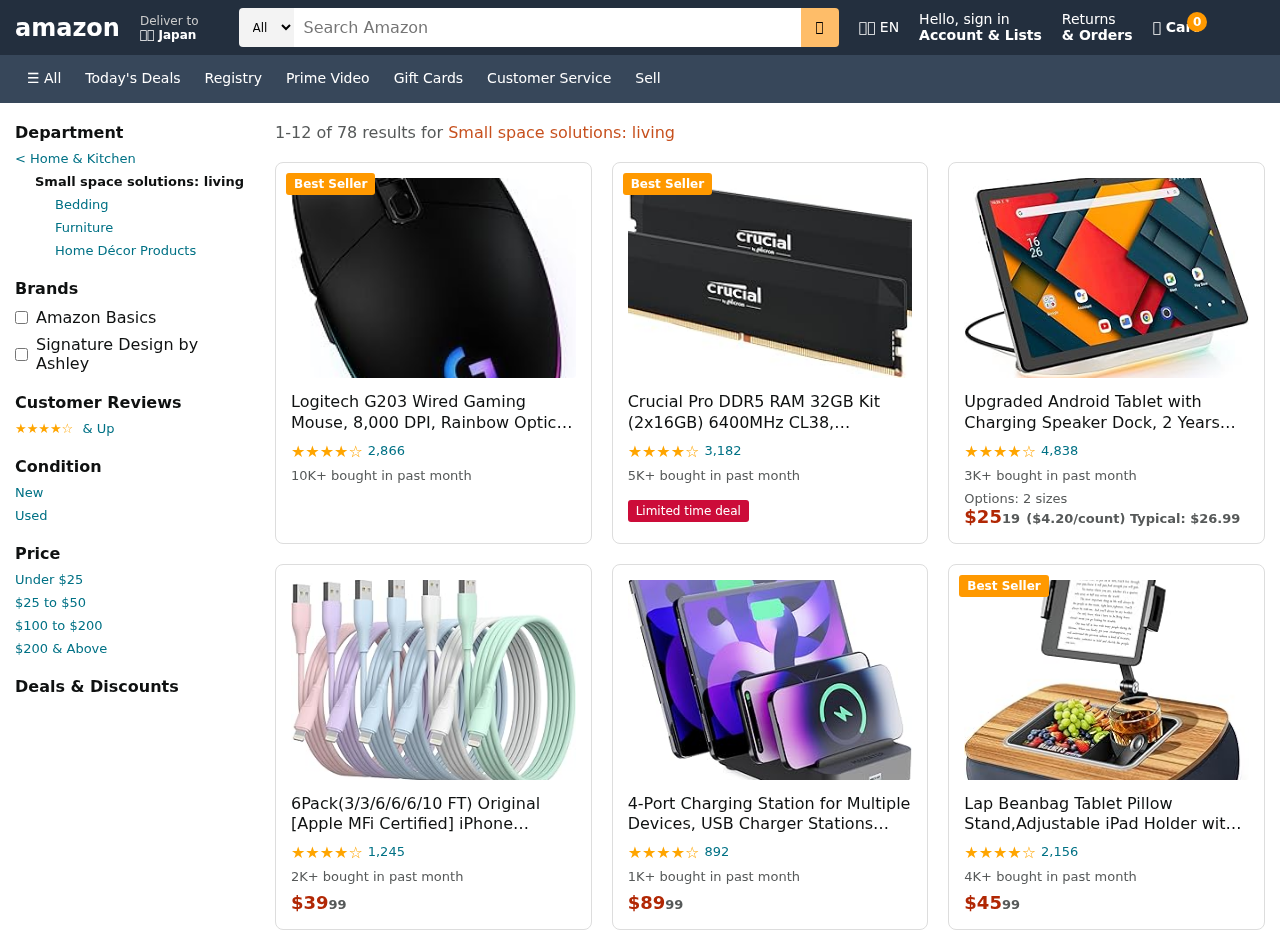 amazon
Deliver to
Japan
All
Search Amazon
EN
Hello, sign in
Account & Lists
Returns
& Orders
0
☰ All
Today's Deals
Registry
Prime Video
Gift Cards
Customer Service
Sell
Department
< Home & Kitchen
Small space solutions: living
Bedding
Furniture
Home Décor Products
Brands
Amazon Basics
Signature Design by
Ashley
Customer Reviews
★★★★☆ & Up
Condition
New
Used
Price
Under $25
$25 to $50
$100 to $200
$200 & Above
Deals & Discounts
1-12 of 78 results for Small space solutions: living
Best Seller
Logitech G203 Wired Gaming
Mouse, 8,000 DPI, Rainbow Optic…
★★★★☆ 2,866
10K+ bought in past month
Best Seller
crucial
crucial
Crucial Pro DDR5 RAM 32GB Kit
(2x16GB) 6400MHz CL38,…
★★★★☆ 3,182
5K+ bought in past month
Limited time deal
16
26
Upgraded Android Tablet with
Charging Speaker Dock, 2 Years…
★★★★☆ 4,838
3K+ bought in past month
Options: 2 sizes
$25 19 ($4.20/count) Typical: $26.99
6Pack(3/3/6/6/6/10 FT) Original
[Apple MFi Certified] iPhone…
★★★★☆ 1,245
2K+ bought in past month
$39 99
4-Port Charging Station for Multiple
Devices, USB Charger Stations…
★★★★☆ 892
1K+ bought in past month
$89 99
Best Seller
Lap Beanbag Tablet Pillow
Stand,Adjustable iPad Holder wit…
★★★★☆ 2,156
4K+ bought in past month
$45 99